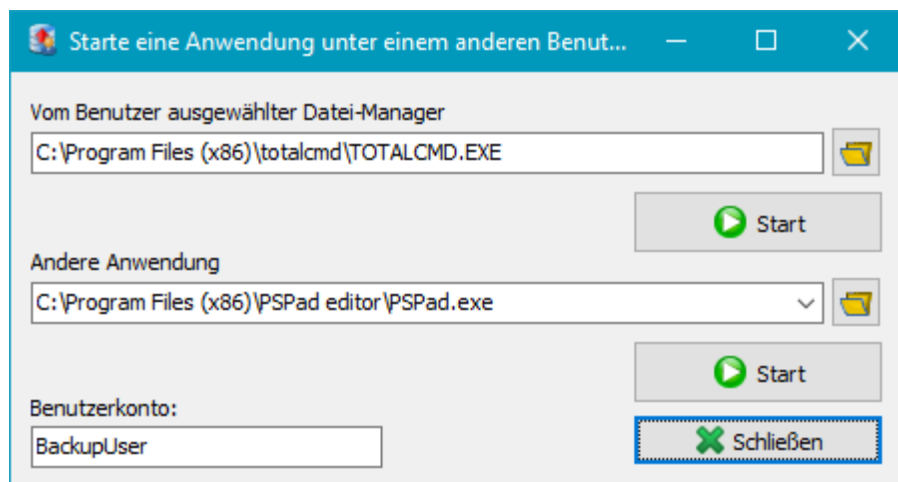 Starte eine Anwendung unter einem anderen Benut...
Vom Benutzer ausgewählter Datei-Manager
C:\Program Files (x86)\totalcmd\TOTALCMD.EXE
Start
Andere Anwendung
C:\Program Files (x86)\PSPad editor\PSPad.exe
Start
Benutzerkonto:
BackupUser
Schließen